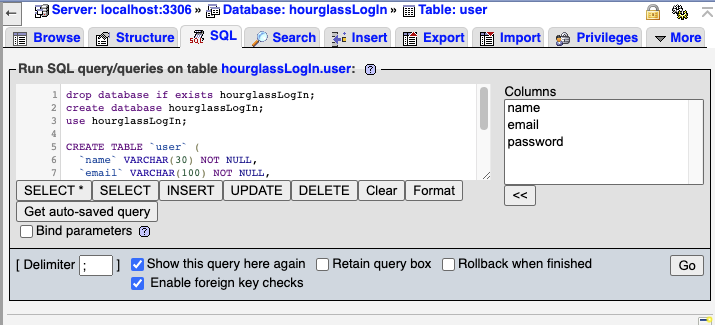 ← Server: localhost:3306 » Database: hourglassLogIn » Table: user
Browse Structure SQL Search Insert Export Import Privileges More
Run SQL query/queries on table hourglassLogIn.user:
1 drop database if exists hourglassLogIn;
2 create database hourglassLogIn;
3 use hourglassLogIn;
4
5 CREATE TABLE `user` (
6 `name` VARCHAR(30) NOT NULL,
7 `email` VARCHAR(100) NOT NULL,
Columns
name
email
password
SELECT * SELECT INSERT UPDATE DELETE Clear Format
<<
Get auto-saved query
Bind parameters
[ Delimiter ; ] Show this query here again Retain query box Rollback when finished Go
Enable foreign key checks